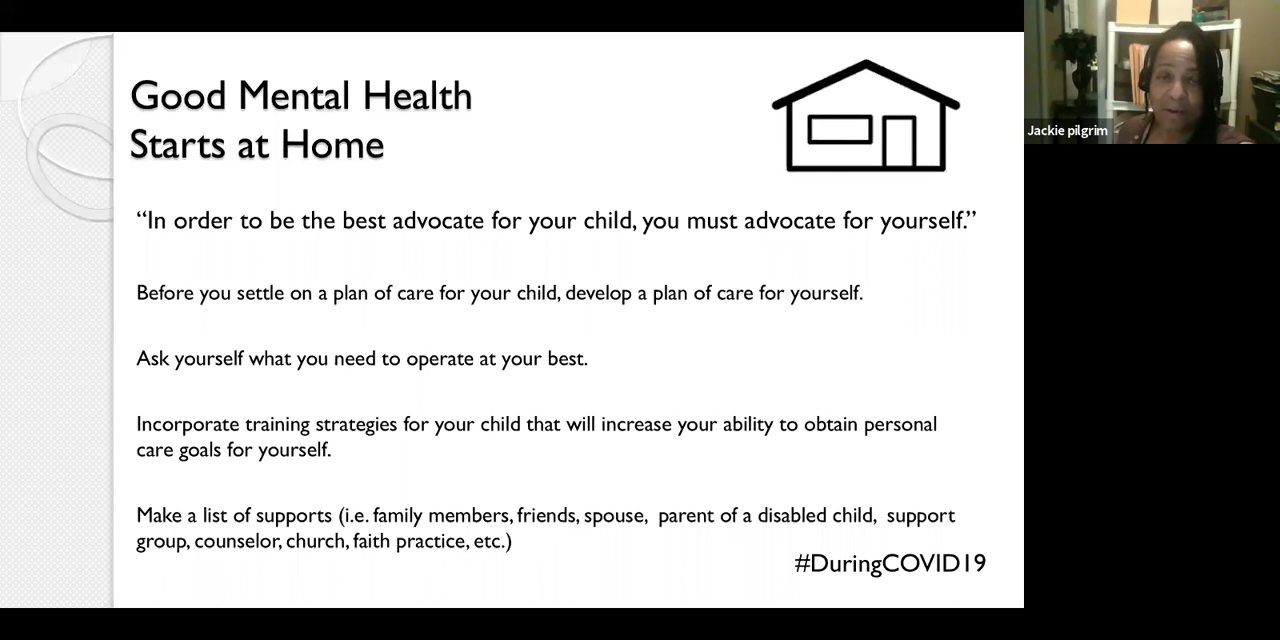 Good Mental Health
Starts at Home
“In order to be the best advocate for your child, you must advocate for yourself.”
Before you settle on a plan of care for your child, develop a plan of care for yourself.
Ask yourself what you need to operate at your best.
Incorporate training strategies for your child that will increase your ability to obtain personal
care goals for yourself.
Make a list of supports (i.e. family members, friends, spouse,  parent of a disabled child,  support
group, counselor, church, faith practice, etc.)
#DuringCOVID19
Jackie pilgrim